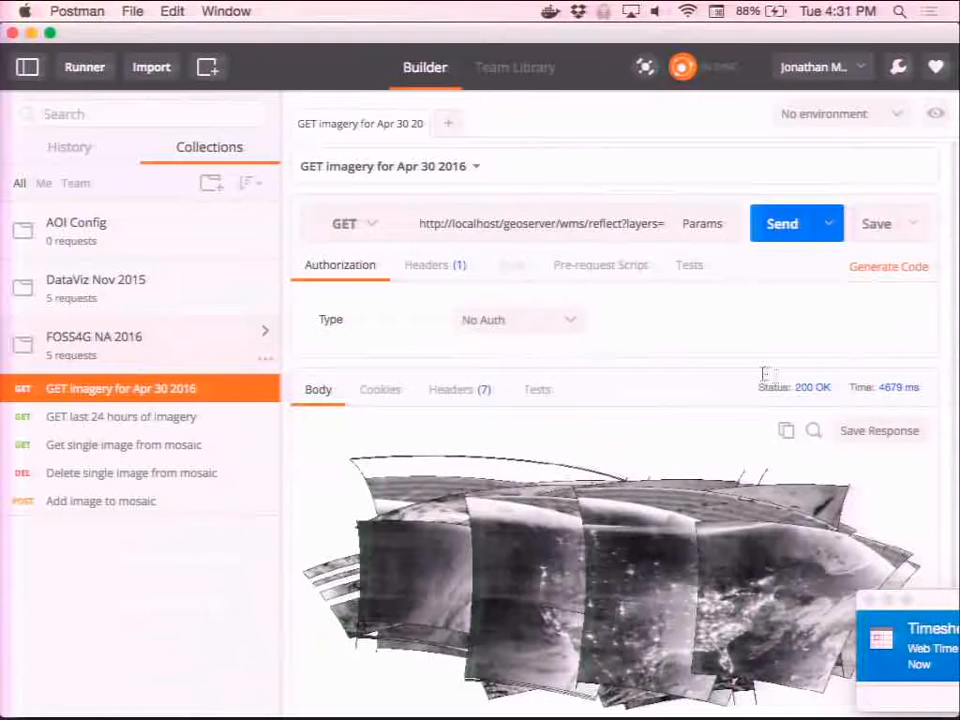 Postman File Edit Window 88% Tue 4:31 PM
Runner Import Builder Team Library IN SYNC Jonathan M..
Search
History Collections
All Me Team
AOI Config
0 requests
DataViz Nov 2015
5 requests
FOSS4G NA 2016
5 requests
GET GET imagery for Apr 30 2016
GET GET last 24 hours of imagery
GET Get single image from mosaic
DEL Delete single image from mosaic
POST Add image to mosaic
GET imagery for Apr 30 20 + No environment
GET imagery for Apr 30 2016
GET http://localhost/geoserver/wms/reflect?layers= Params Send Save
Authorization Headers (1) Pre-request Script Tests Generate Code
Type No Auth
Body Cookies Headers (7) Tests Status: 200 OK Time: 4679 ms
Save Response
Timesh
Web Time
Now